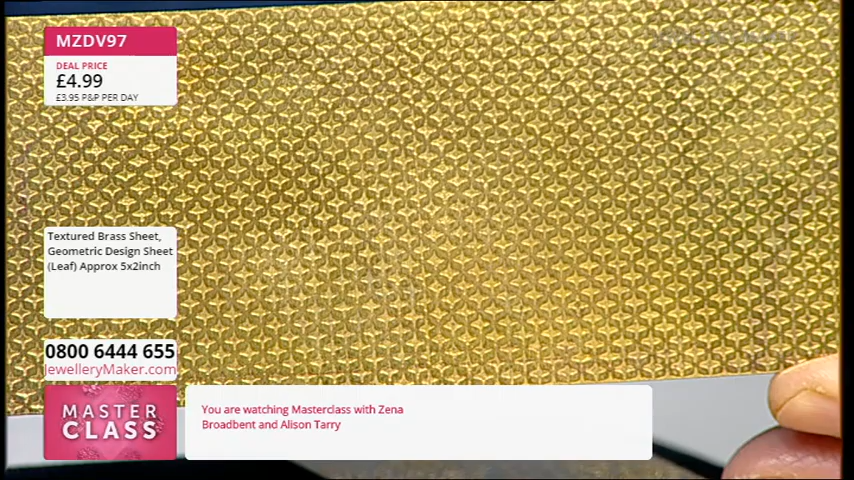 MZDV97
DEAL PRICE
£4.99
£3.95 P&P PER DAY
Textured Brass Sheet,
Geometric Design Sheet
(Leaf) Approx 5x2inch
0800 6444 655
JewelleryMaker.com
MASTER
CLASS
You are watching Masterclass with Zena
Broadbent and Alison Tarry